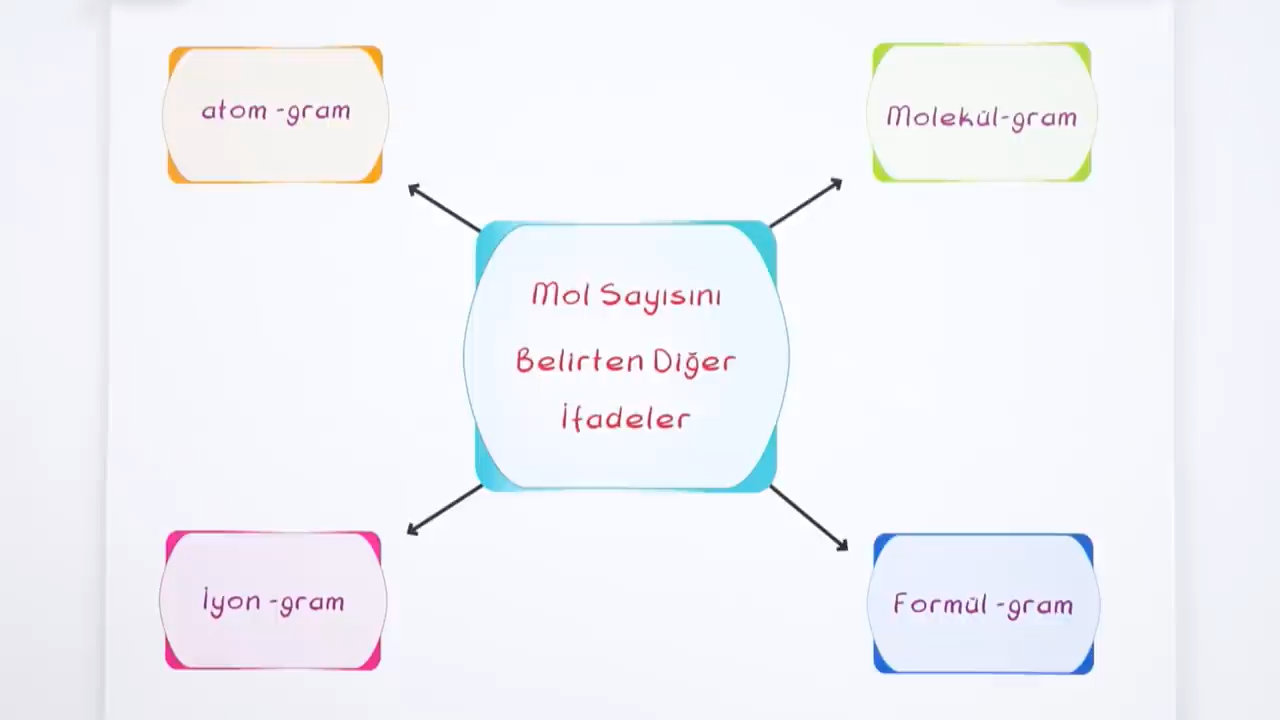 atom -gram
Molekül-gram
Mol Sayısını
Belirten Diğer
İfadeler
İyon -gram
Formül -gram